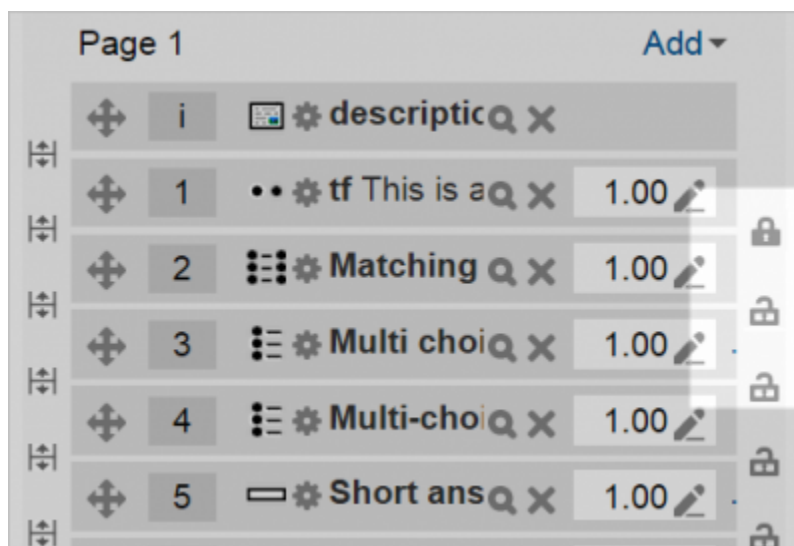 Page 1 Add
i descriptic
1 tf This is a 1.00
2 Matching 1.00
3 Multi choi 1.00
4 Multi-choi 1.00
5 Short ans 1.00